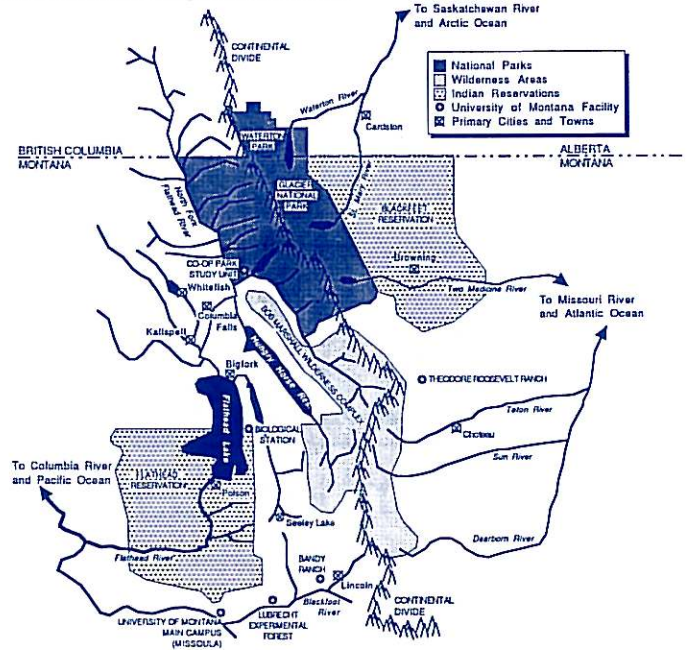 To Saskatchewan River
and Arctic Ocean
CONTINENTAL
DIVIDE
National Parks
Wilderness Areas
Indian Reservations
University of Montana Facility
Primary Cities and Towns
Waterton River
Cardston
WATERTON
PARK
BRITISH COLUMBIA
MONTANA
ALBERTA
MONTANA
North Fork
Flathead River
GLACIER
NATIONAL
PARK
St. Mary River
BLACKFEET
RESERVATION
Browning
CO-OP PARK
STUDY UNIT
Two Medicine River
Whitefish
To Missouri River
and Atlantic Ocean
Columbia
Falls
Kalispell
BOB MARSHALL WILDERNESS COMPLEX
Hungry Horse Res.
Bigfork
THEODORE ROOSEVELT RANCH
Teton River
Flathead Lake
BIOLOGICAL
STATION
Choteau
Sun River
To Columbia River
and Pacific Ocean
FLATHEAD
RESERVATION
Polson
Seeley Lake
Dearborn River
Flathead River
BANDY
RANCH
Lincoln
Blackfoot
River
LUBRECHT
EXPERIMENTAL
FOREST
UNIVERSITY OF MONTANA
MAIN CAMPUS
(MISSOULA)
CONTINENTAL
DIVIDE